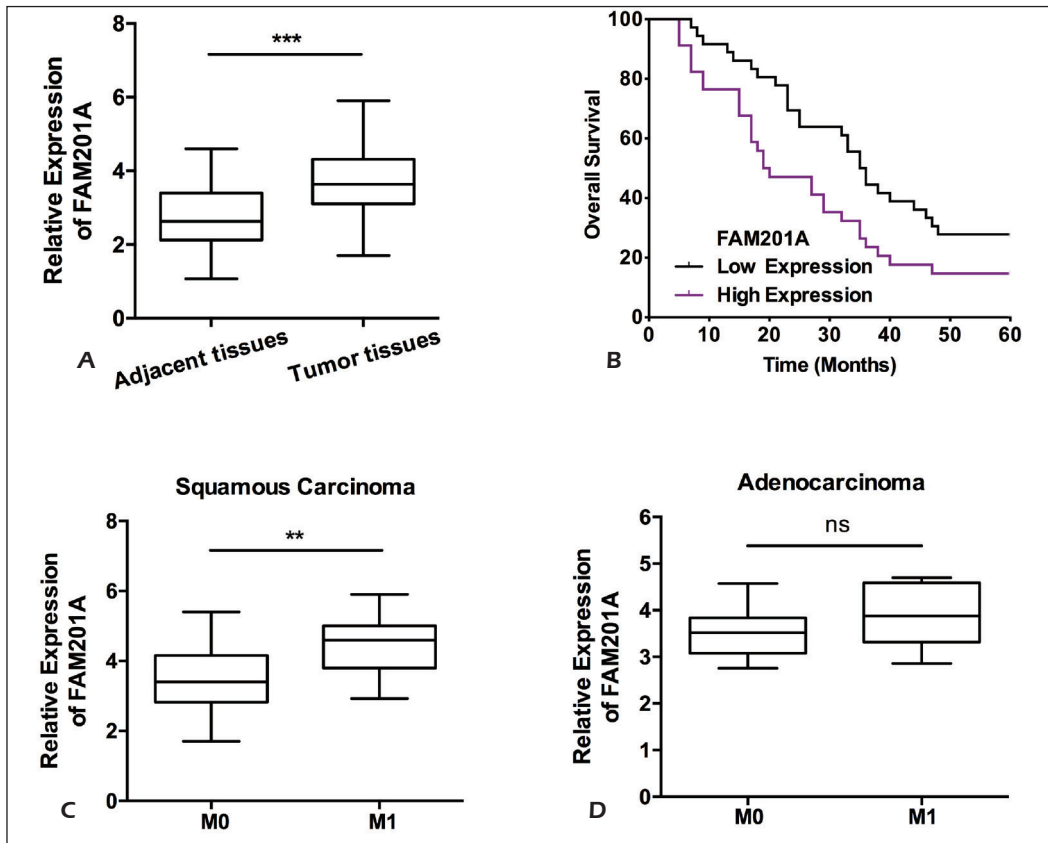 Relative Expression
of FAM201A
8
6
4
2
0
***
Adjacent tissues
Tumor tissues
A
Overall Survival
100
80
60
40
20
0
FAM201A
Low Expression
High Expression
0 10 20 30 40 50 60
Time (Months)
B
Squamous Carcinoma
Relative Expression
of FAM201A
8
6
4
2
0
**
M0 M1
C
Adenocarcinoma
Relative Expression
of FAM201A
6
5
4
3
2
1
0
ns
M0 M1
D